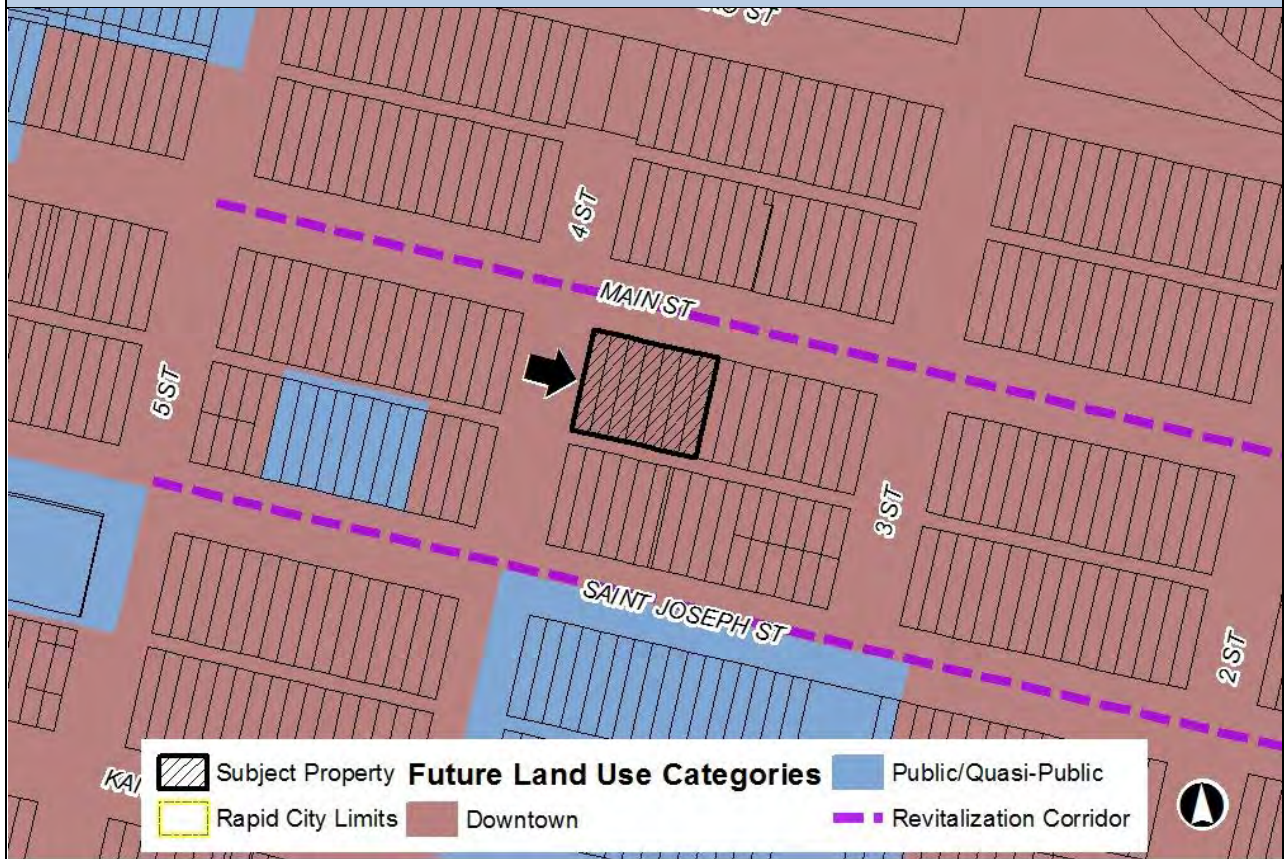 4 ST
MAIN ST
5 ST
3 ST
SAINT JOSEPH ST
2 ST
Subject Property
Future Land Use Categories
Public/Quasi-Public
Rapid City Limits
Downtown
Revitalization Corridor